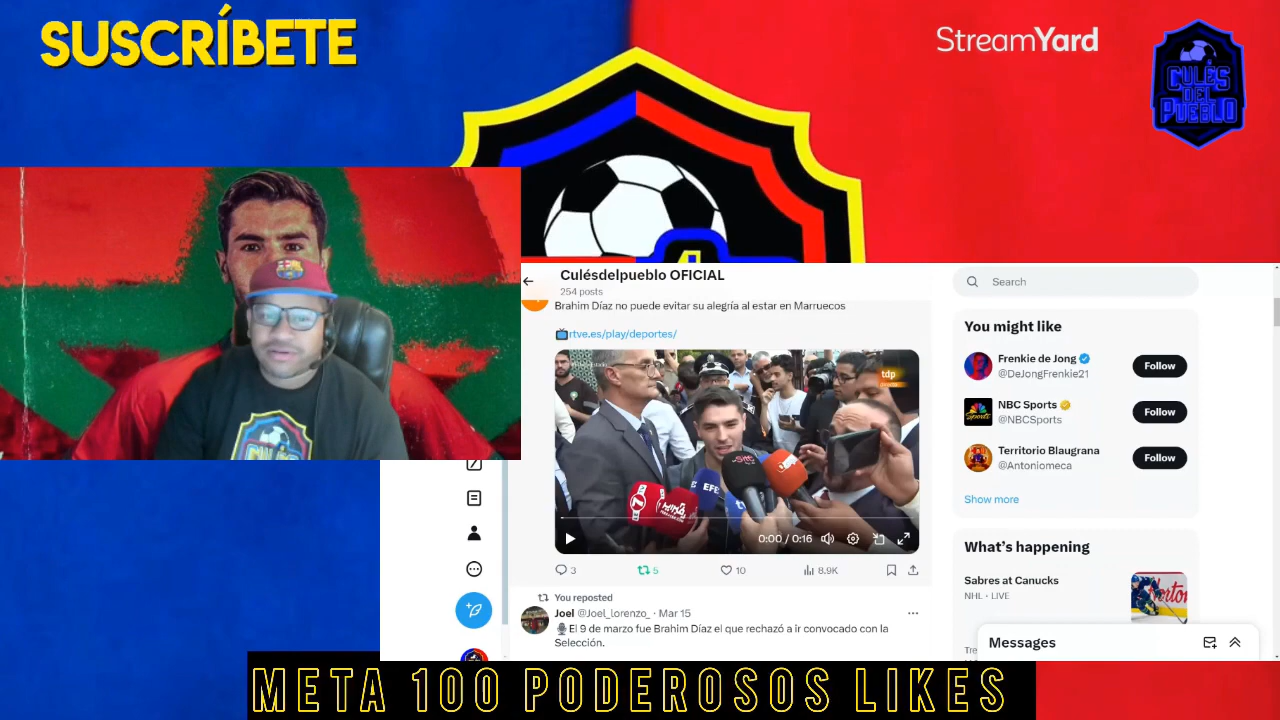 SUSCRÍBETE
StreamYard
CULÉS
DEL
PUEBLO
Culésdelpueblo OFICIAL
254 posts
Brahim Díaz no puede evitar su alegría al estar en Marruecos
rtve.es/play/deportes/
tdp
EFE
7
0:00 / 0:16
3
5
10
8.9K
You reposted
Joel @Joel_lorenzo_ · Mar 15
El 9 de marzo fue Brahim Díaz el que rechazó a ir convocado con la
Selección.
Search
You might like
Frenkie de Jong
@DeJongFrenkie21
Follow
NBC Sports
@NBCSports
Follow
Territorio Blaugrana
@Antoniomeca
Follow
Show more
What's happening
Sabres at Canucks
NHL · LIVE
Tre
Messages
META 100 PODEROSOS LIKES